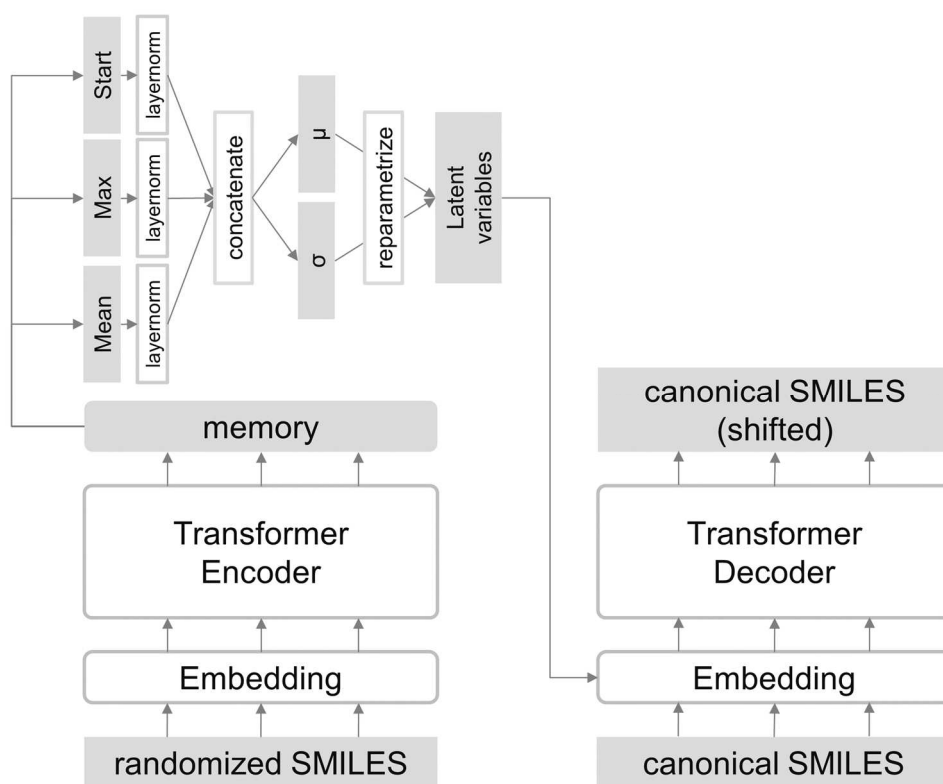 Start
layernorm
Max
layernorm
Mean
layernorm
concatenate
μ
σ
reparametrize
Latent
variables
memory
Transformer
Encoder
Embedding
randomized SMILES
canonical SMILES
(shifted)
Transformer
Decoder
Embedding
canonical SMILES